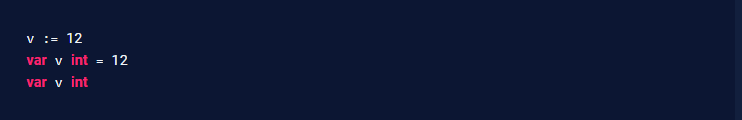 v := 12
var v int = 12
var v int